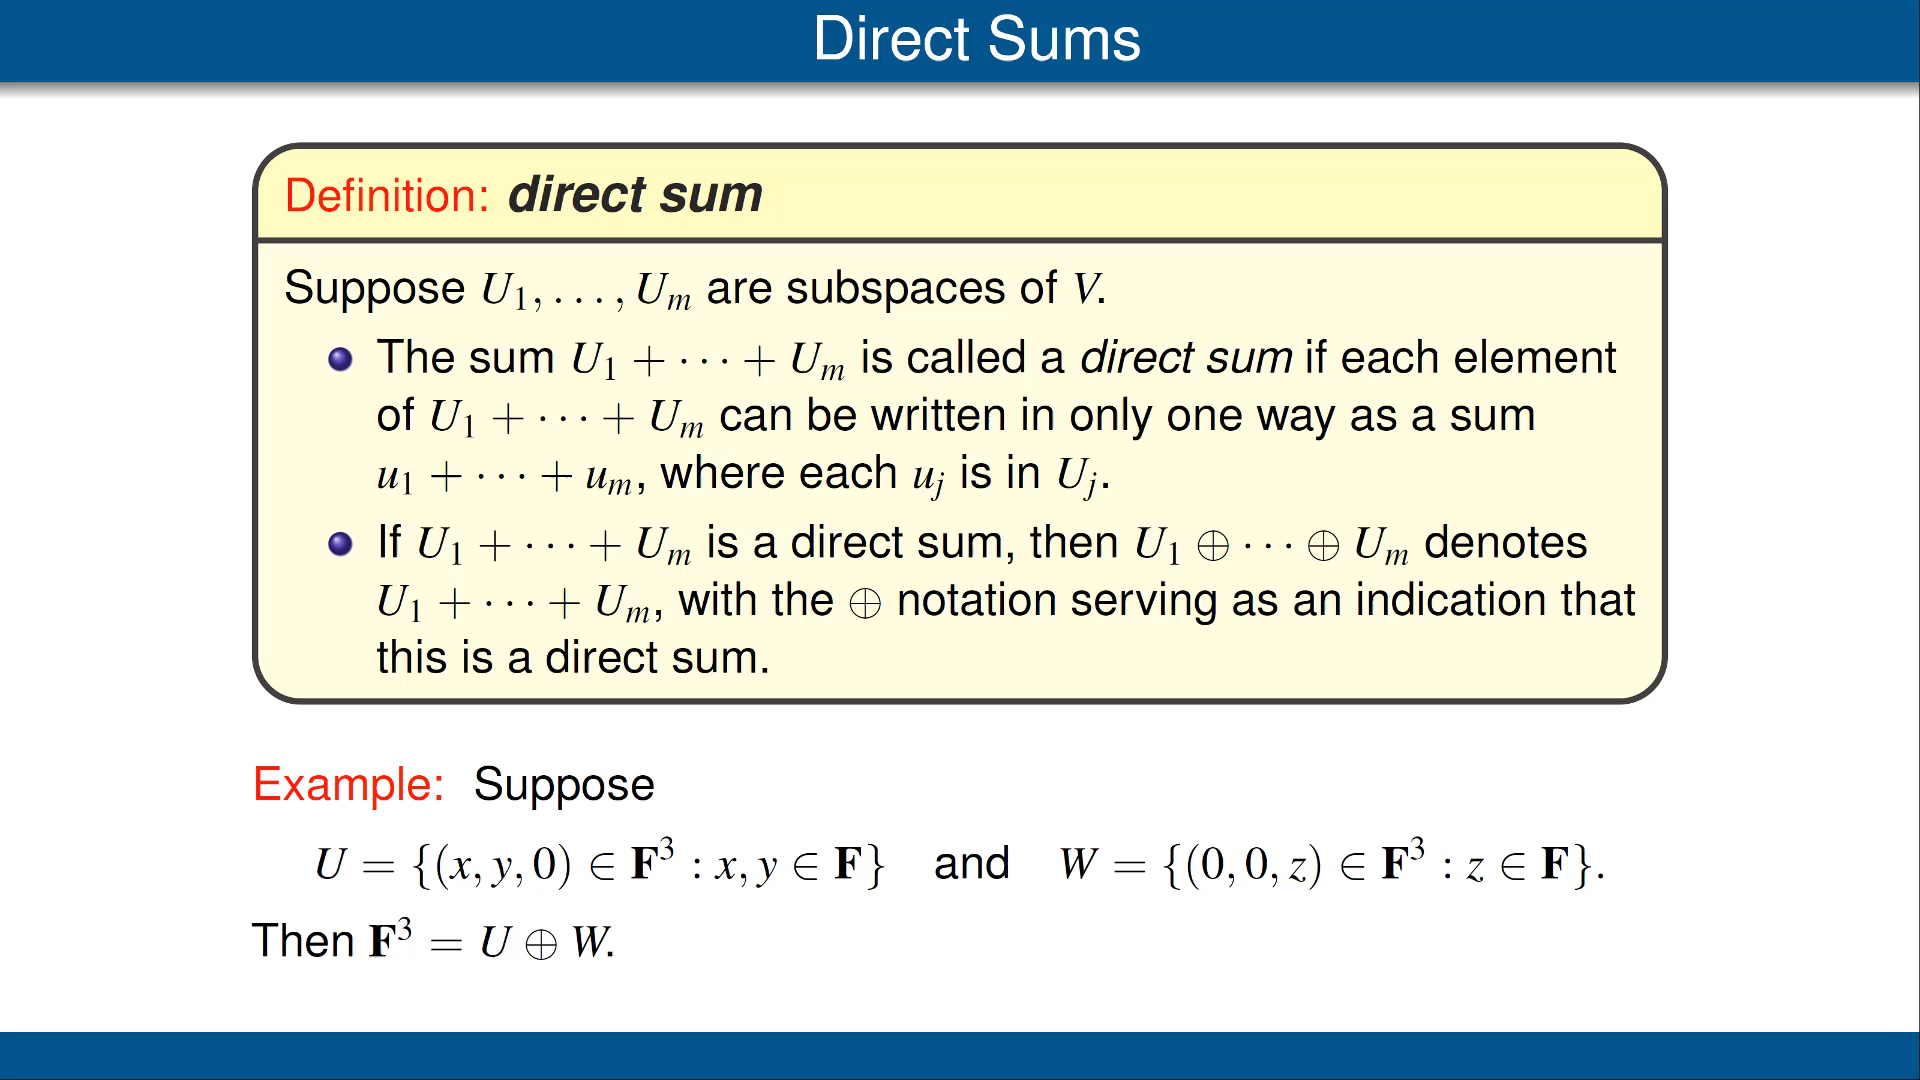 Direct Sums
Definition: direct sum
Suppose U₁, . . . , Uₘ are subspaces of V.
The sum U₁ + · · · + Uₘ is called a direct sum if each element
of U₁ + · · · + Uₘ can be written in only one way as a sum
u₁ + · · · + uₘ, where each uⱼ is in Uⱼ.
If U₁ + · · · + Uₘ is a direct sum, then U₁ ⊕ · · · ⊕ Uₘ denotes
U₁ + · · · + Uₘ, with the ⊕ notation serving as an indication that
this is a direct sum.
Example: Suppose
U = {(x, y, 0) ∈ F³ : x, y ∈ F} and W = {(0, 0, z) ∈ F³ : z ∈ F}.
Then F³ = U ⊕ W.